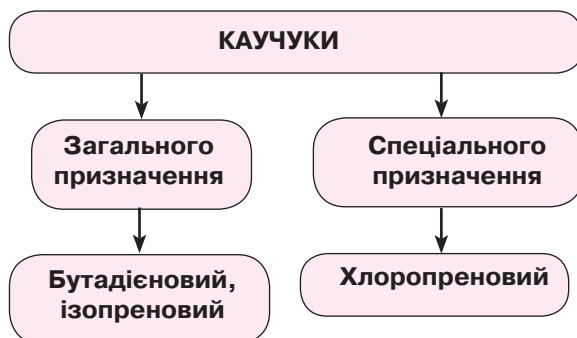 КАУЧУКИ
Загального
призначення
Спеціального
призначення
Бутадієновий,
ізопреновий
Хлоропреновий